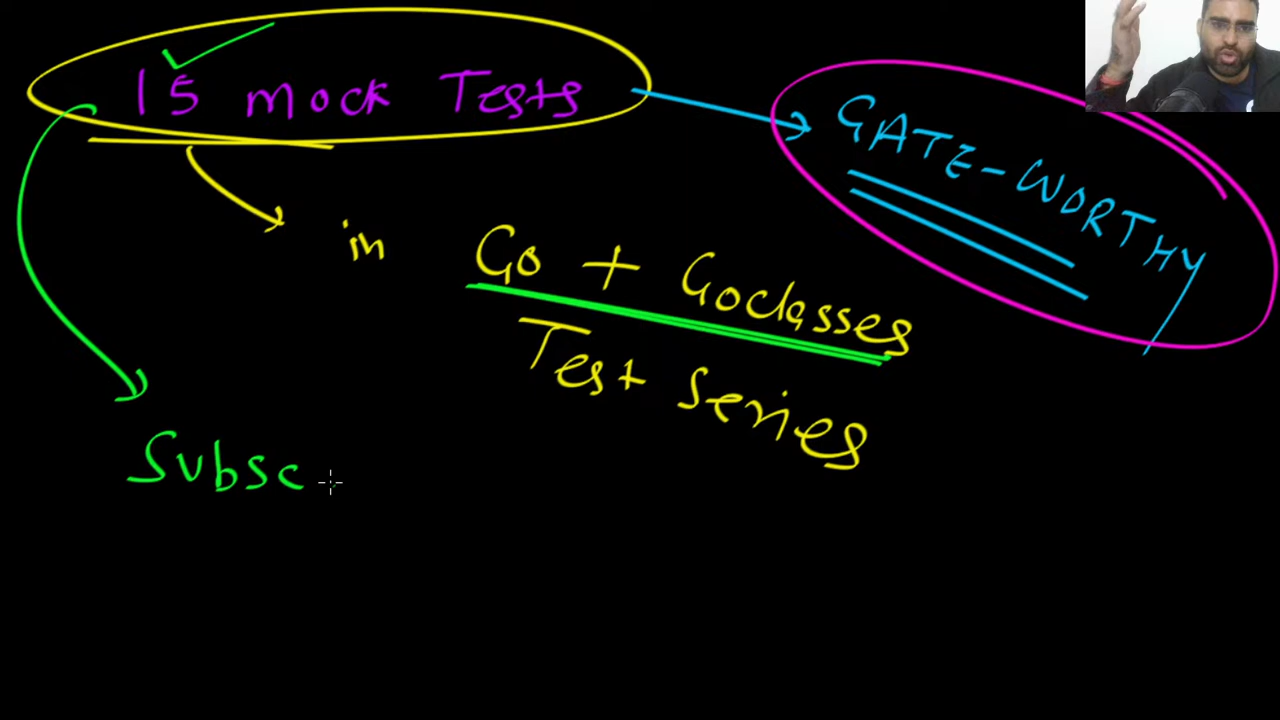 15 mock Tests
GATE-WORTHY
in Go + Goclasses
Test Series
Subsc